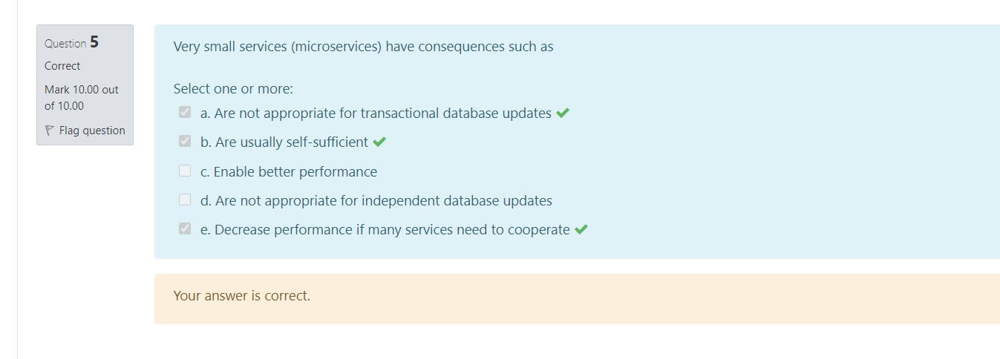 Question 5
Correct
Mark 10.00 out
of 10.00
Flag question
Very small services (microservices) have consequences such as
Select one or more:
a. Are not appropriate for transactional database updates
b. Are usually self-sufficient
c. Enable better performance
d. Are not appropriate for independent database updates
e. Decrease performance if many services need to cooperate
Your answer is correct.